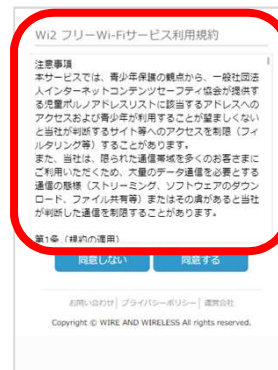 Wi2 フリーWi-Fiサービス利用規約
注意事項
本サービスでは、青少年保護の観点から、一般社団法
人インターネットコンテンツセーフティ協会が提供す
る児童ポルノアドレスリストに該当するアドレスへの
アクセスおよび青少年が利用することが望ましくない
と当社が判断するサイト等へのアクセスを制限（フィ
ルタリング等）することがあります。
また、当社は、限られた通信帯域を多くのお客さまに
ご利用いただくため、大量のデータ通信を必要とする
通信の態様（ストリーミング、ソフトウェアのダウン
ロード、ファイル共有等）またはその虞があると当社
が判断した通信を制限することがあります。
第1条（規約の適用）
同意しない 同意する
お問い合わせ | プライバシーポリシー | 運営会社
Copyright © WIRE AND WIRELESS All rights reserved.